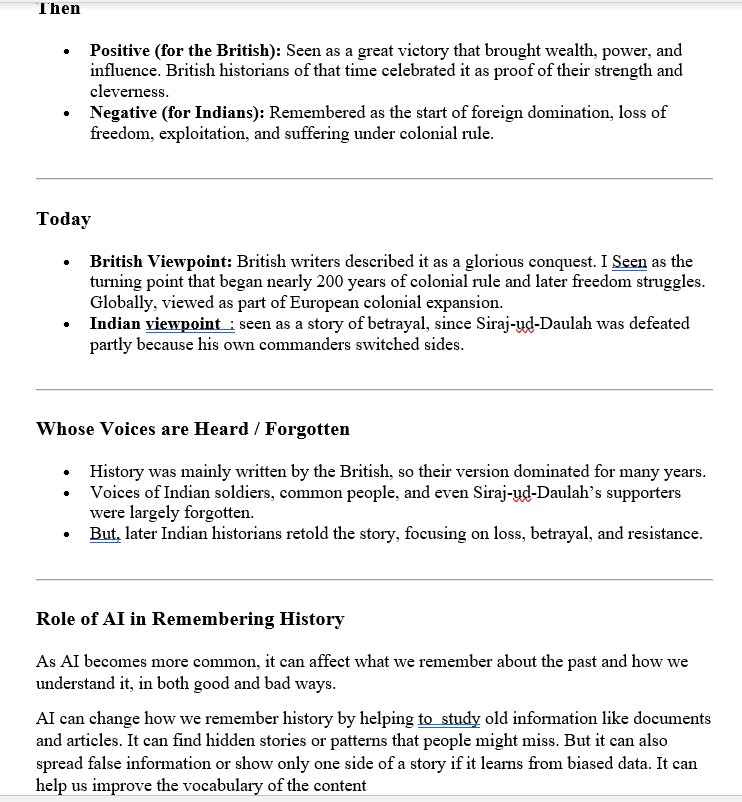 Then
• Positive (for the British): Seen as a great victory that brought wealth, power, and
influence. British historians of that time celebrated it as proof of their strength and
cleverness.
• Negative (for Indians): Remembered as the start of foreign domination, loss of
freedom, exploitation, and suffering under colonial rule.
Today
• British Viewpoint: British writers described it as a glorious conquest. I Seen as the
turning point that began nearly 200 years of colonial rule and later freedom struggles.
Globally, viewed as part of European colonial expansion.
• Indian viewpoint : seen as a story of betrayal, since Siraj-ud-Daulah was defeated
partly because his own commanders switched sides.
Whose Voices are Heard / Forgotten
• History was mainly written by the British, so their version dominated for many years.
• Voices of Indian soldiers, common people, and even Siraj-ud-Daulah’s supporters
were largely forgotten.
• But, later Indian historians retold the story, focusing on loss, betrayal, and resistance.
Role of AI in Remembering History
As AI becomes more common, it can affect what we remember about the past and how we
understand it, in both good and bad ways.
AI can change how we remember history by helping to study old information like documents
and articles. It can find hidden stories or patterns that people might miss. But it can also
spread false information or show only one side of a story if it learns from biased data. It can
help us improve the vocabulary of the content